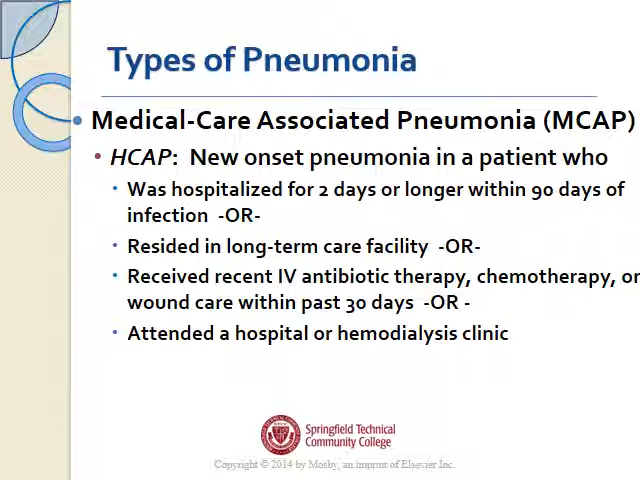 Types of Pneumonia
• Medical-Care Associated Pneumonia (MCAP)
• HCAP: New onset pneumonia in a patient who
• Was hospitalized for 2 days or longer within 90 days of
infection -OR-
• Resided in long-term care facility -OR-
• Received recent IV antibiotic therapy, chemotherapy, or
wound care within past 30 days -OR -
• Attended a hospital or hemodialysis clinic
Springfield Technical
Community College
Copyright © 2014 by Mosby, an imprint of Elsevier Inc.